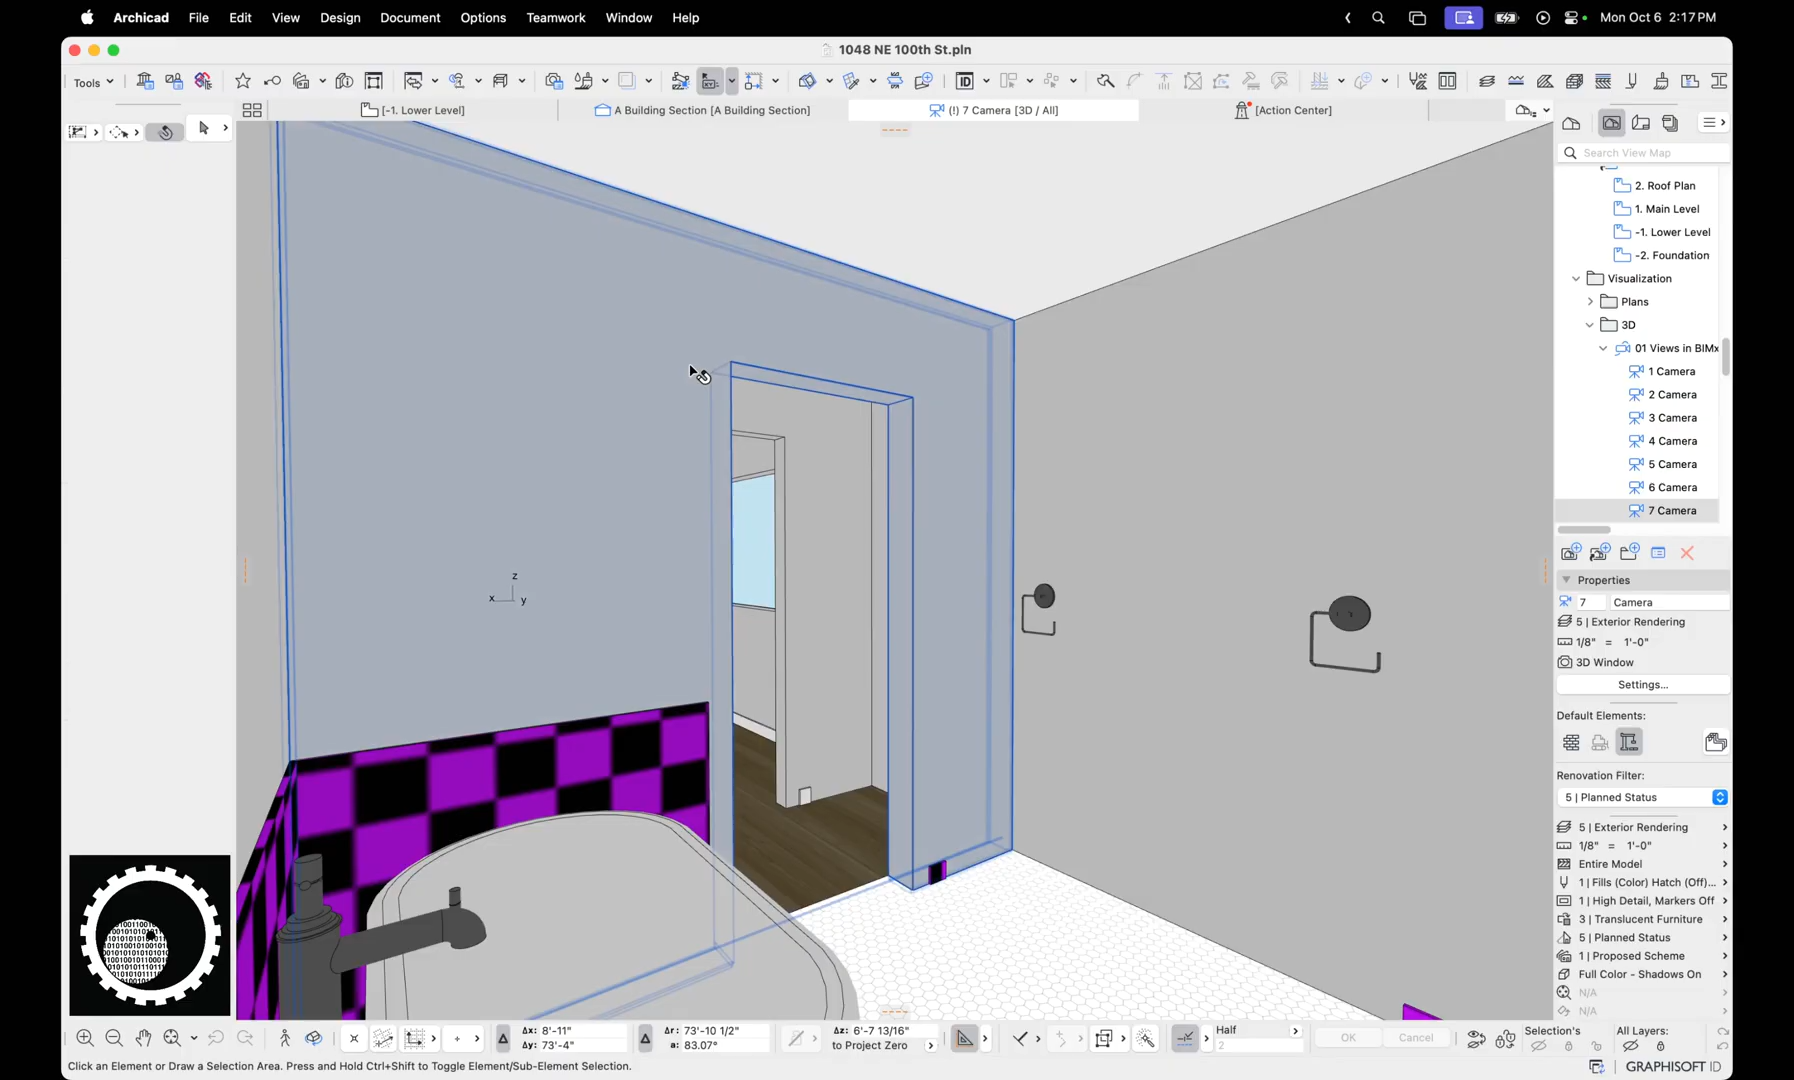 Archicad File Edit View Design Document Options Teamwork Window Help
Mon Oct 6 2:17 PM
1048 NE 100th St.pln
Tools
[-1. Lower Level]
A Building Section [A Building Section]
(!) 7 Camera [3D / All]
[Action Center]
Search View Map
2. Roof Plan
1. Main Level
-1. Lower Level
-2. Foundation
Visualization
Plans
3D
01 Views in BIMx
1 Camera
2 Camera
3 Camera
4 Camera
5 Camera
6 Camera
7 Camera
Properties
7 Camera
5 | Exterior Rendering
1/8" = 1'-0"
3D Window
Settings...
Default Elements:
Renovation Filter:
5 | Planned Status
5 | Exterior Rendering
1/8" = 1'-0"
Entire Model
1 | Fills (Color) Hatch (Off)...
1 | High Detail, Markers Off
3 | Translucent Furniture
5 | Planned Status
1 | Proposed Scheme
Full Color - Shadows On
N/A
N/A
z
x y
Δx: 8'-11"
Δy: 73'-4"
Δr: 73'-10 1/2"
a: 83.07°
Δz: 6'-7 13/16"
to Project Zero
Half
2
OK
Cancel
Selection's
All Layers:
Click an Element or Draw a Selection Area. Press and Hold Ctrl+Shift to Toggle Element/Sub-Element Selection.
GRAPHISOFT ID